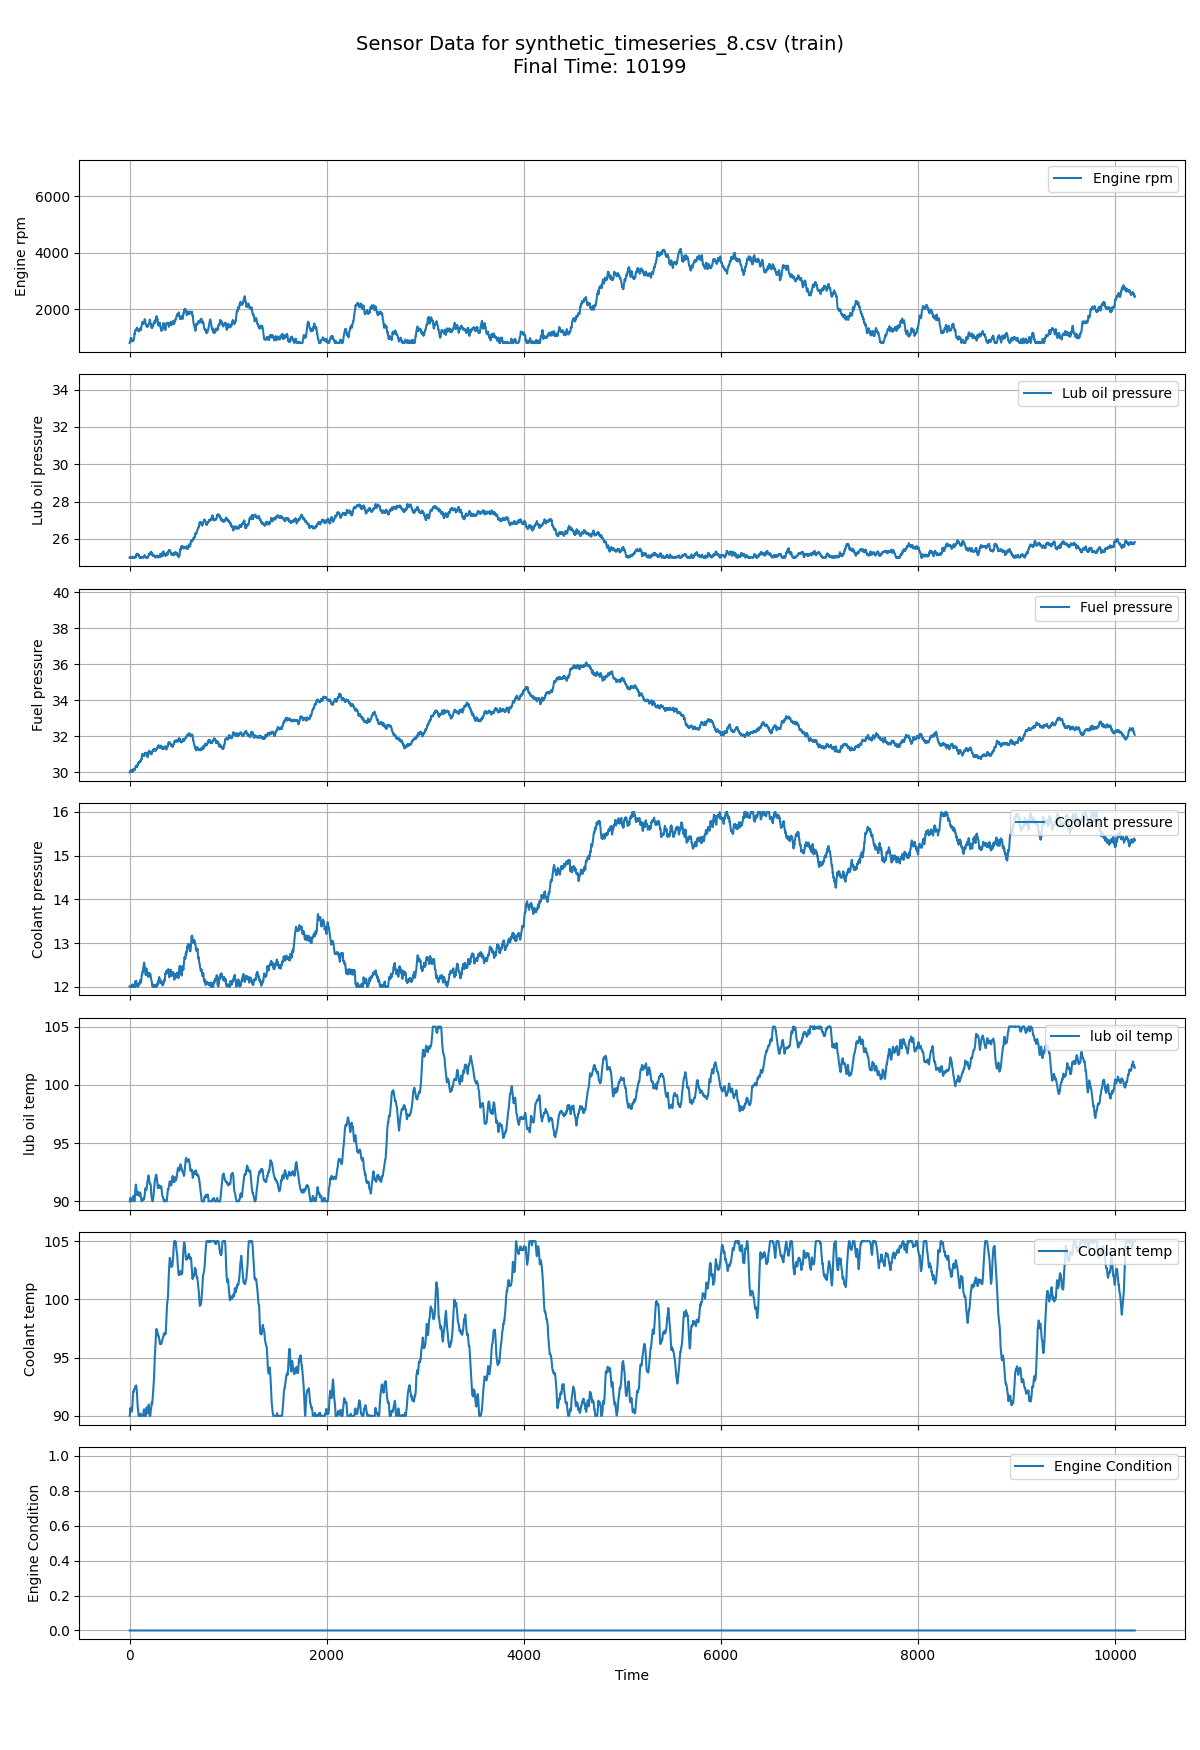 Sensor Data for synthetic_timeseries_8.csv (train)
Final Time: 10199
Engine rpm
6000
4000
2000
Engine rpm
Lub oil pressure
34
32
30
28
26
Lub oil pressure
Fuel pressure
40
38
36
34
32
30
Fuel pressure
Coolant pressure
16
15
14
13
12
Coolant pressure
lub oil temp
105
100
95
90
lub oil temp
Coolant temp
105
100
95
90
Coolant temp
Engine Condition
1.0
0.8
0.6
0.4
0.2
0.0
Engine Condition
0 2000 4000 6000 8000 10000
Time